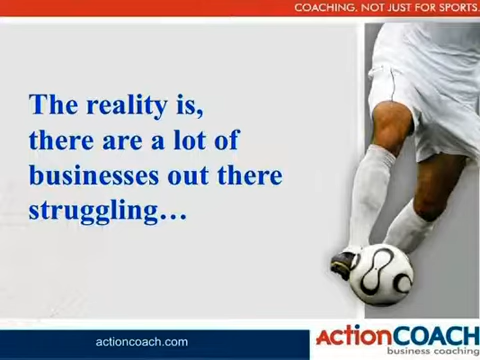 COACHING. NOT JUST FOR SPORTS.
The reality is,
there are a lot of
businesses out there
struggling…
actioncoach.com
ACTiONCOACH
business coaching